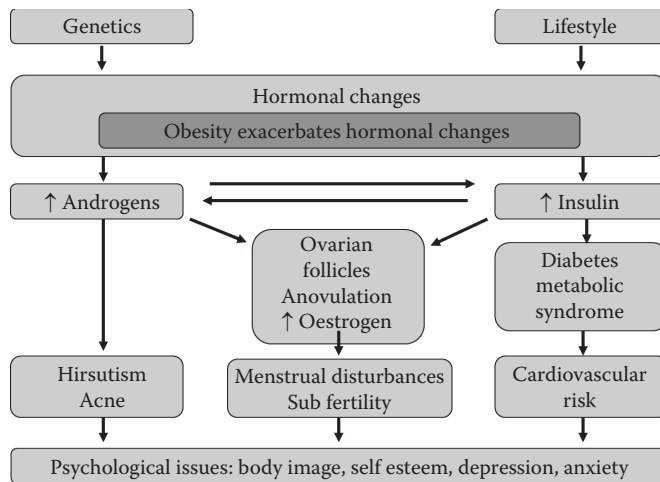 Genetics
Lifestyle
Hormonal changes
Obesity exacerbates hormonal changes
↑ Androgens
↑ Insulin
Ovarian
follicles
Anovulation
↑ Oestrogen
Diabetes
metabolic
syndrome
Hirsutism
Acne
Menstrual disturbances
Sub fertility
Cardiovascular
risk
Psychological issues: body image, self esteem, depression, anxiety